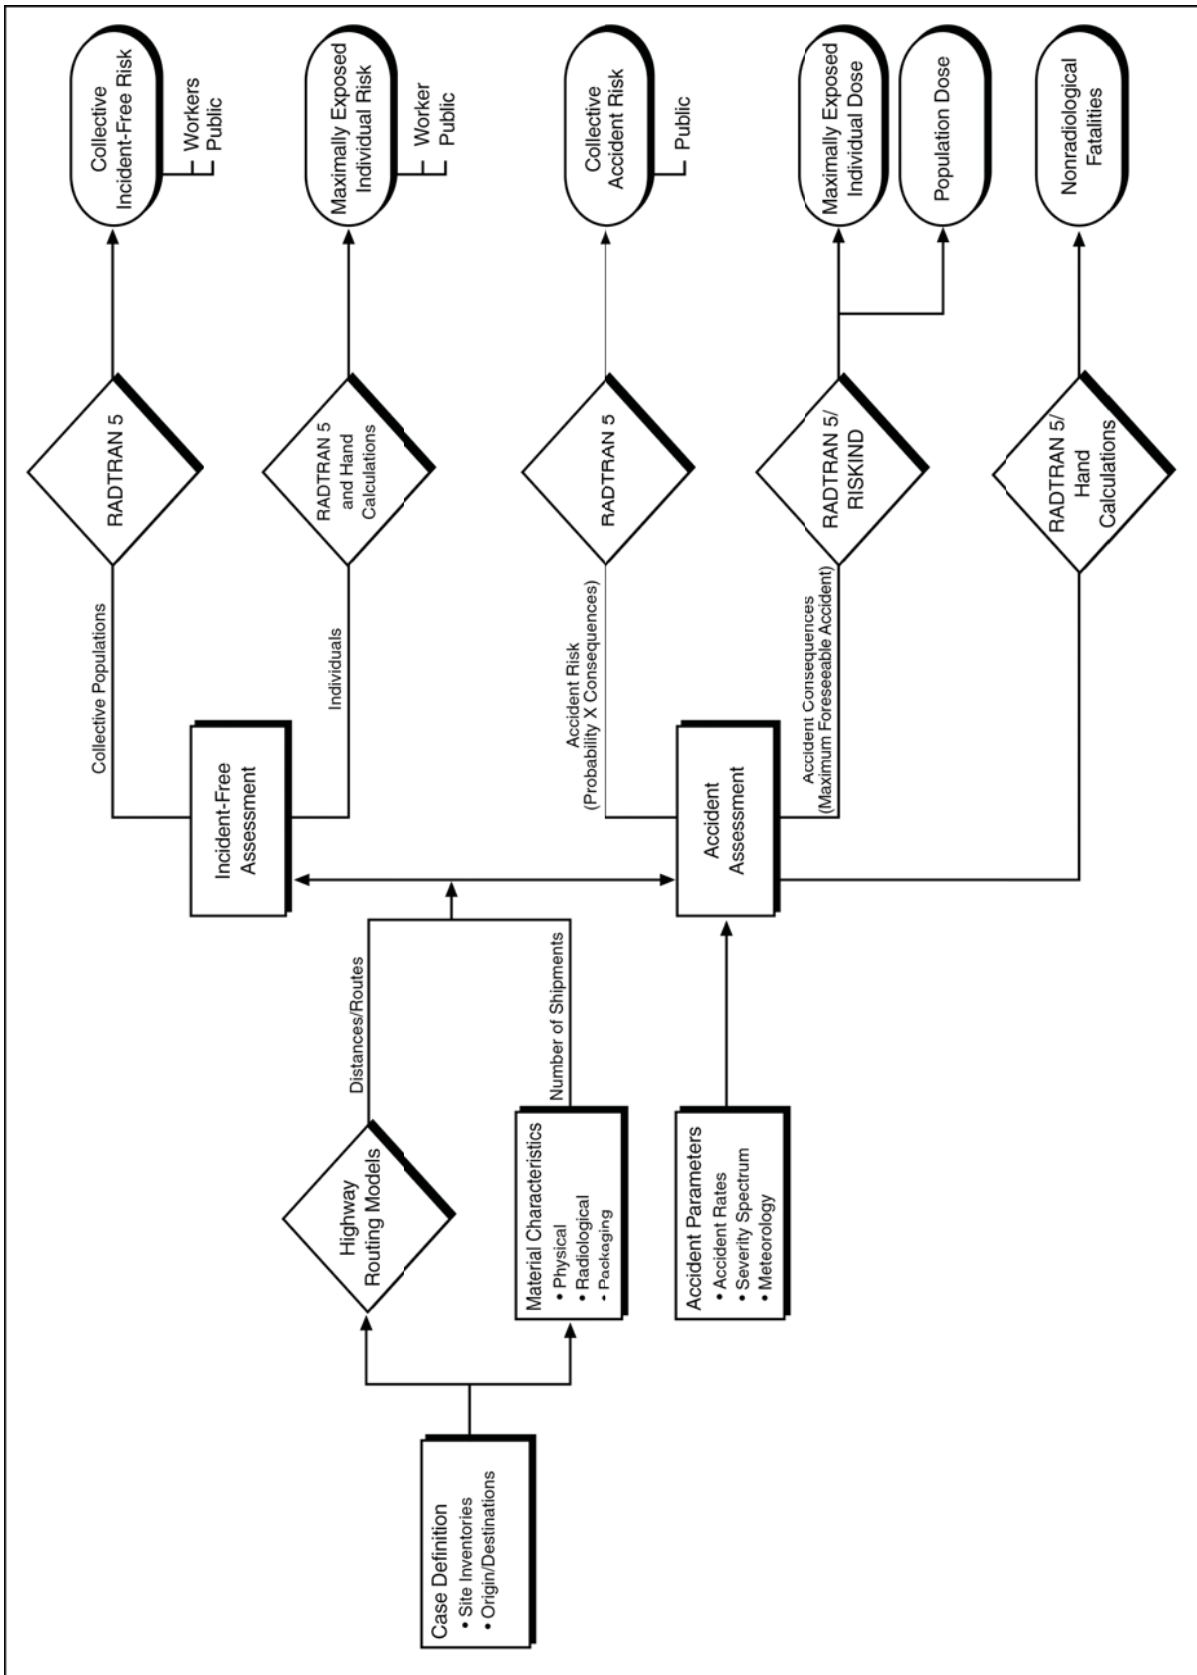 Case Definition
• Site Inventories
• Origin/Destinations
Highway
Routing Models
Distances/Routes
Material Characteristics
• Physical
• Radiological
• Packaging
Number of Shipments
Accident Parameters
• Accident Rates
• Severity Spectrum
• Meteorology
Incident-Free
Assessment
Collective Populations
Individuals
Accident
Assessment
Accident Risk
(Probability X Consequences)
Accident Consequences
(Maximum Foreseeable Accident)
RADTRAN 5
RADTRAN 5
and Hand
Calculations
RADTRAN 5
RADTRAN 5/
RISKIND
RADTRAN 5/
Hand
Calculations
Collective
Incident-Free Risk
Workers
Public
Maximally Exposed
Individual Risk
Worker
Public
Collective
Accident Risk
Public
Maximally Exposed
Individual Dose
Population Dose
Nonradiological
Fatalities